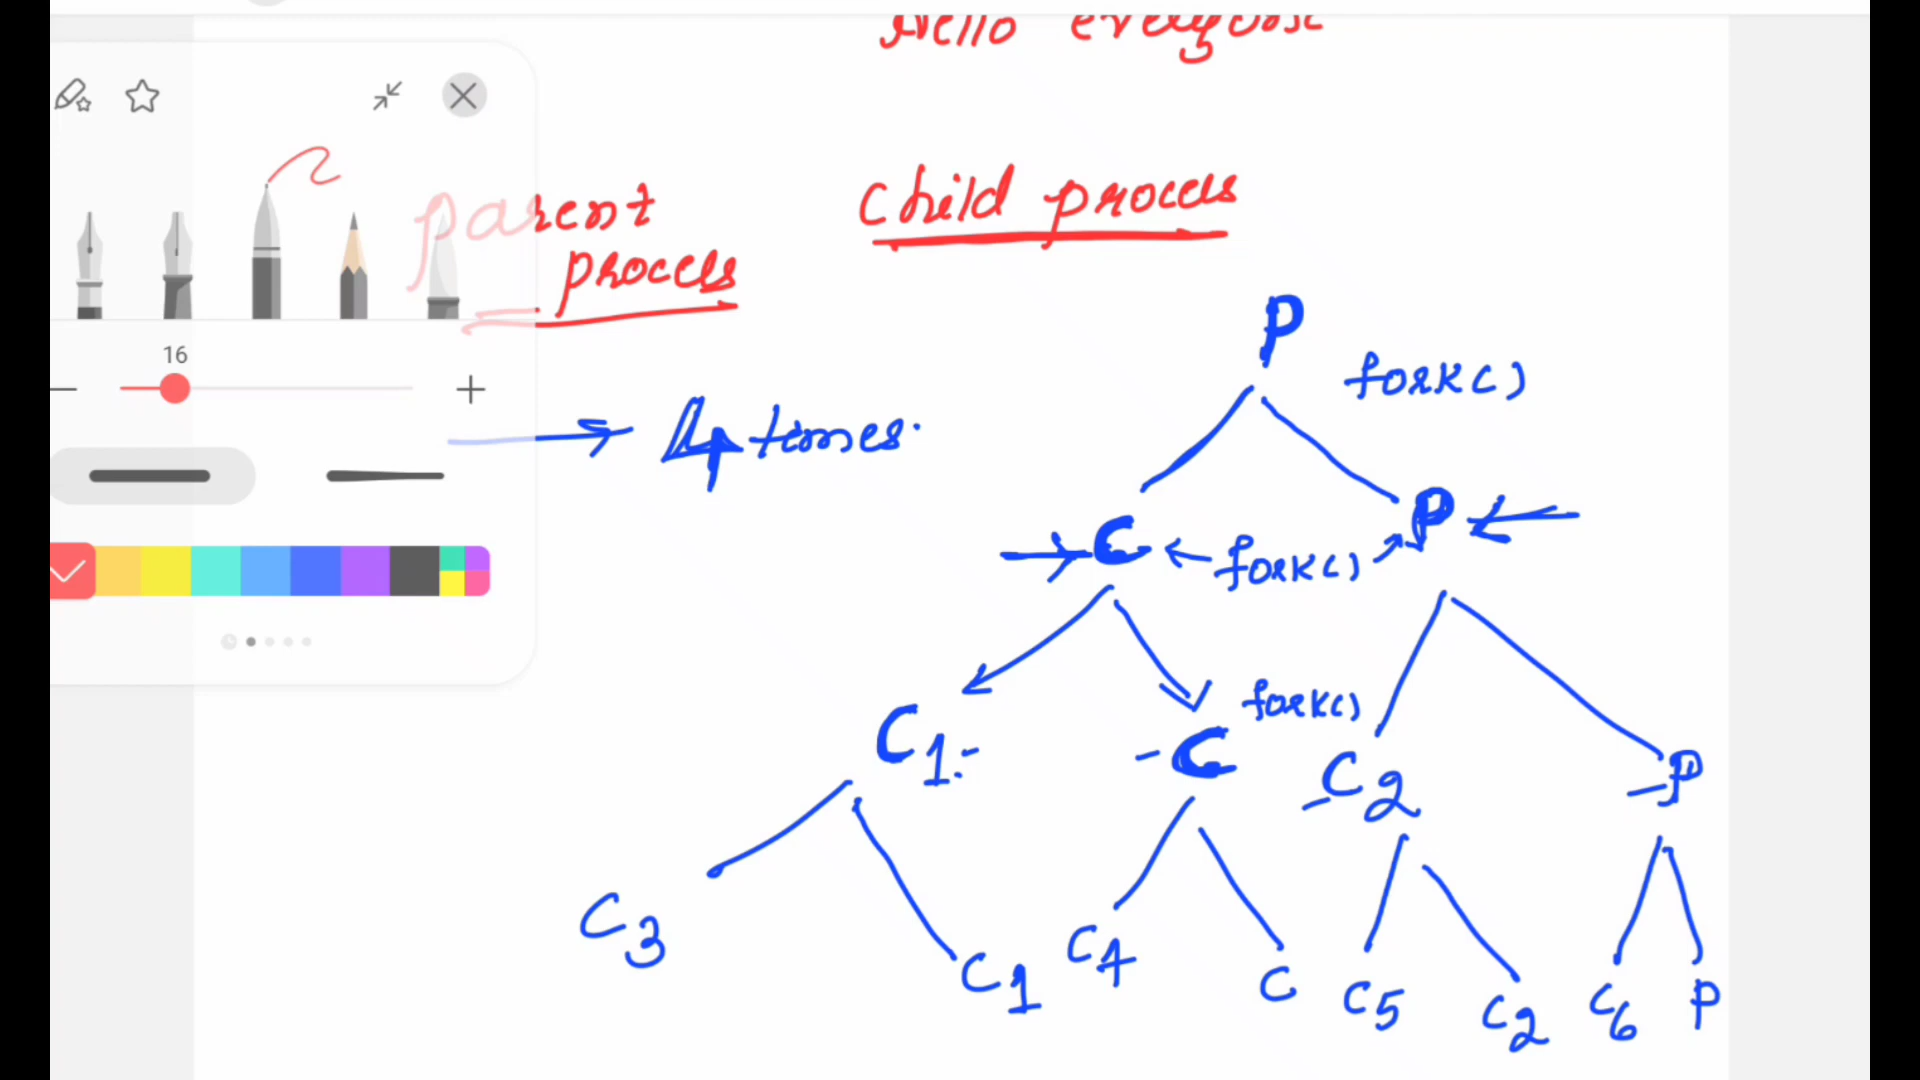 Hello everyone
parent
process
child process
16
4 times.
P
fork()
C
fork()
P
C1
C
fork()
C2
P
C3
C1
C4
C
C5
C2
C6
P